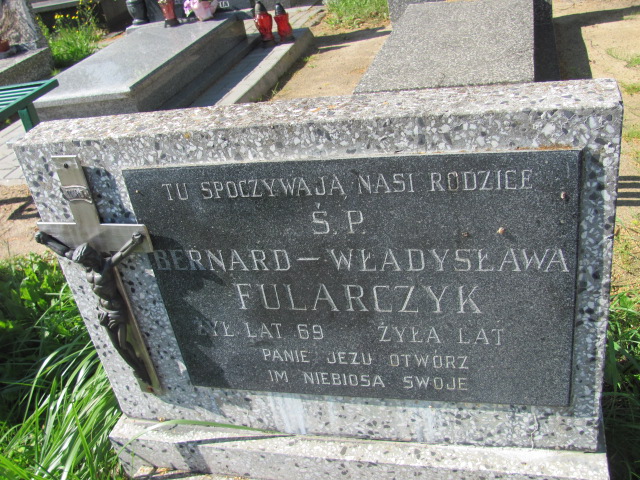 TU SPOCZYWAJĄ NASI RODZICE
Ś.P.
BERNARD – WŁADYSŁAWA
FULARCZYK
ŻYŁ LAT 69 ŻYŁA LAT
PANIE JEZU OTWÓRZ
IM NIEBIOSA SWOJE